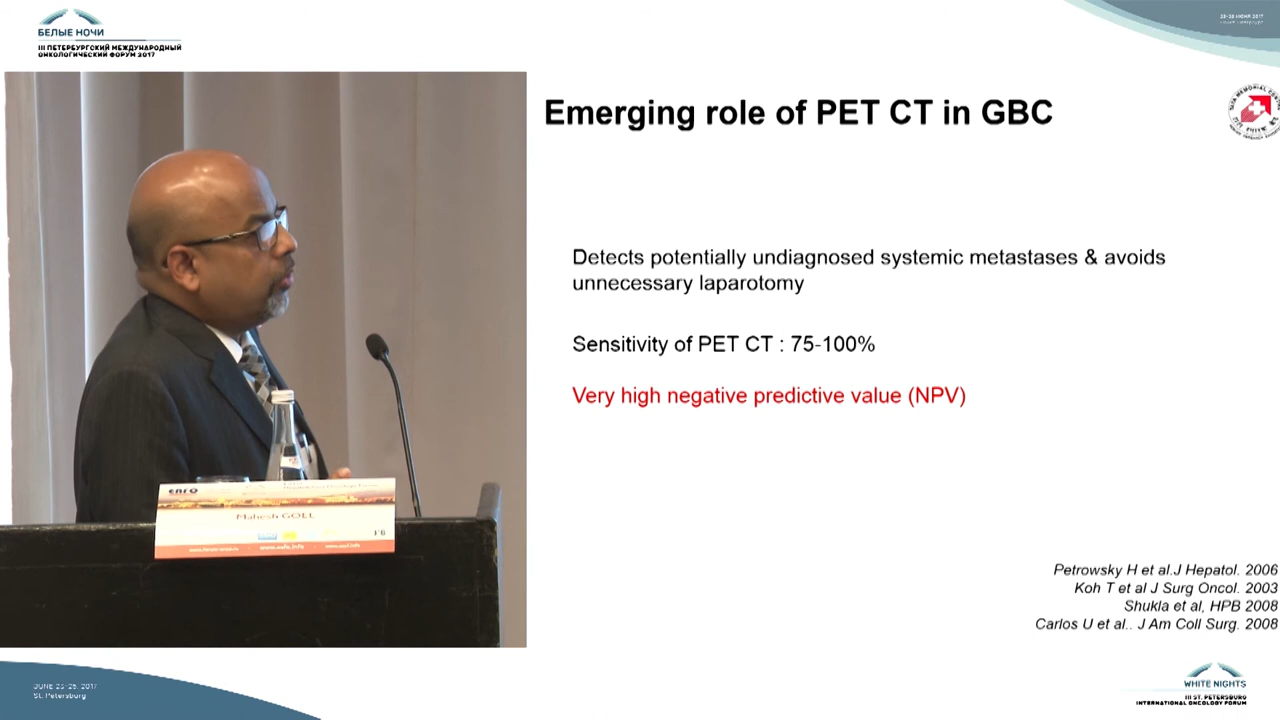 БЕЛЫЕ НОЧИ
III ПЕТЕРБУРГСКИЙ МЕЖДУНАРОДНЫЙ
ОНКОЛОГИЧЕСКИЙ ФОРУМ 2017
Emerging role of PET CT in GBC
Detects potentially undiagnosed systemic metastases & avoids
unnecessary laparotomy
Sensitivity of PET CT : 75-100%
Very high negative predictive value (NPV)
Mahesh GOEL
Petrowsky H et al.J Hepatol. 2006
Koh T et al J Surg Oncol. 2003
Shukla et al, HPB 2008
Carlos U et al.. J Am Coll Surg. 2008
JUNE 23-25, 2017
St. Petersburg
WHITE NIGHTS
III ST. PETERSBURG
INTERNATIONAL ONCOLOGY FORUM